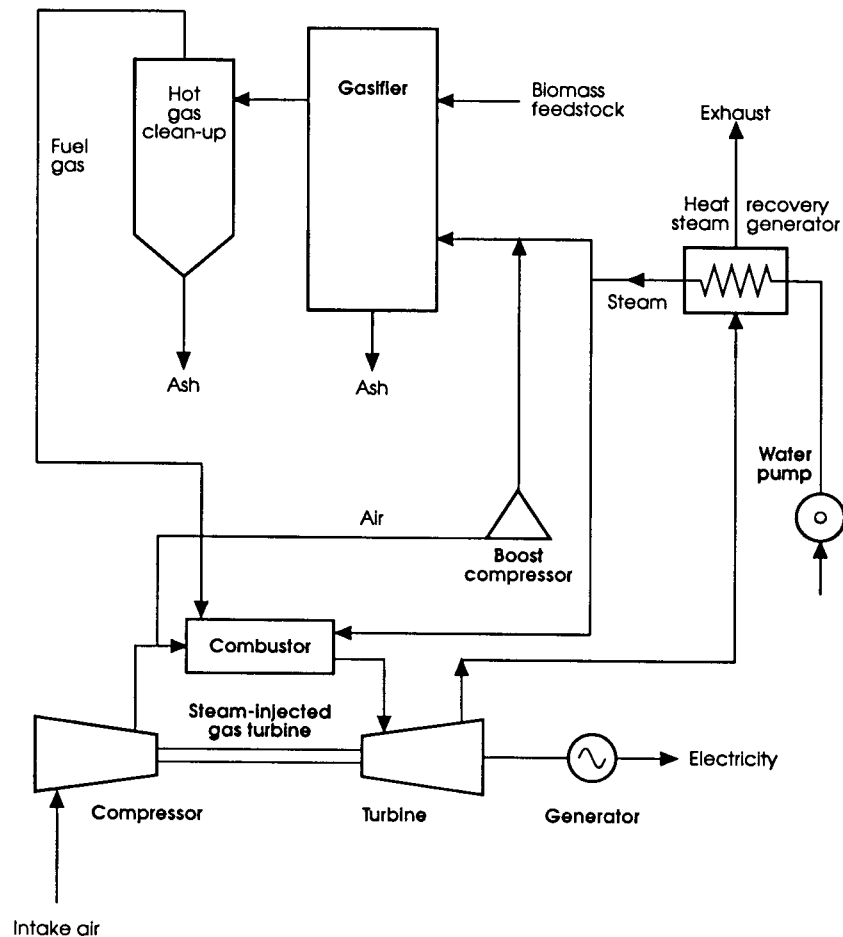 Hot
gas
clean-up
Gasifier
Biomass
feedstock
Exhaust
Fuel
gas
Heat recovery
steam generator
Steam
Ash
Ash
Water
pump
Air
Boost
compressor
Combustor
Steam-injected
gas turbine
Electricity
Compressor
Turbine
Generator
Intake air